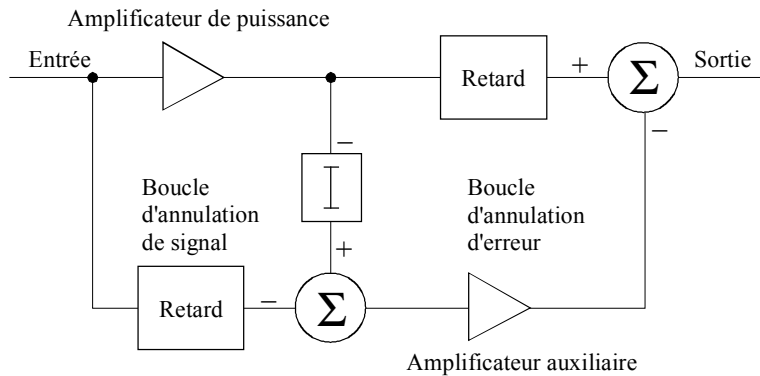 Amplificateur de puissance
Entrée
Retard
+
Σ
Sortie
−
−
Boucle
d'annulation
de signal
Boucle
d'annulation
d'erreur
+
Retard
−
Σ
Amplificateur auxiliaire